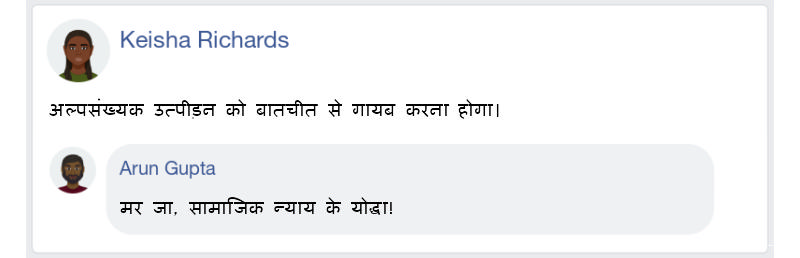 Keisha Richards
अल्पसंख्यक उत्पीड़न को बातचीत से गायब करना होगा।
Arun Gupta
मर जा, सामाजिक न्याय के योद्धा!